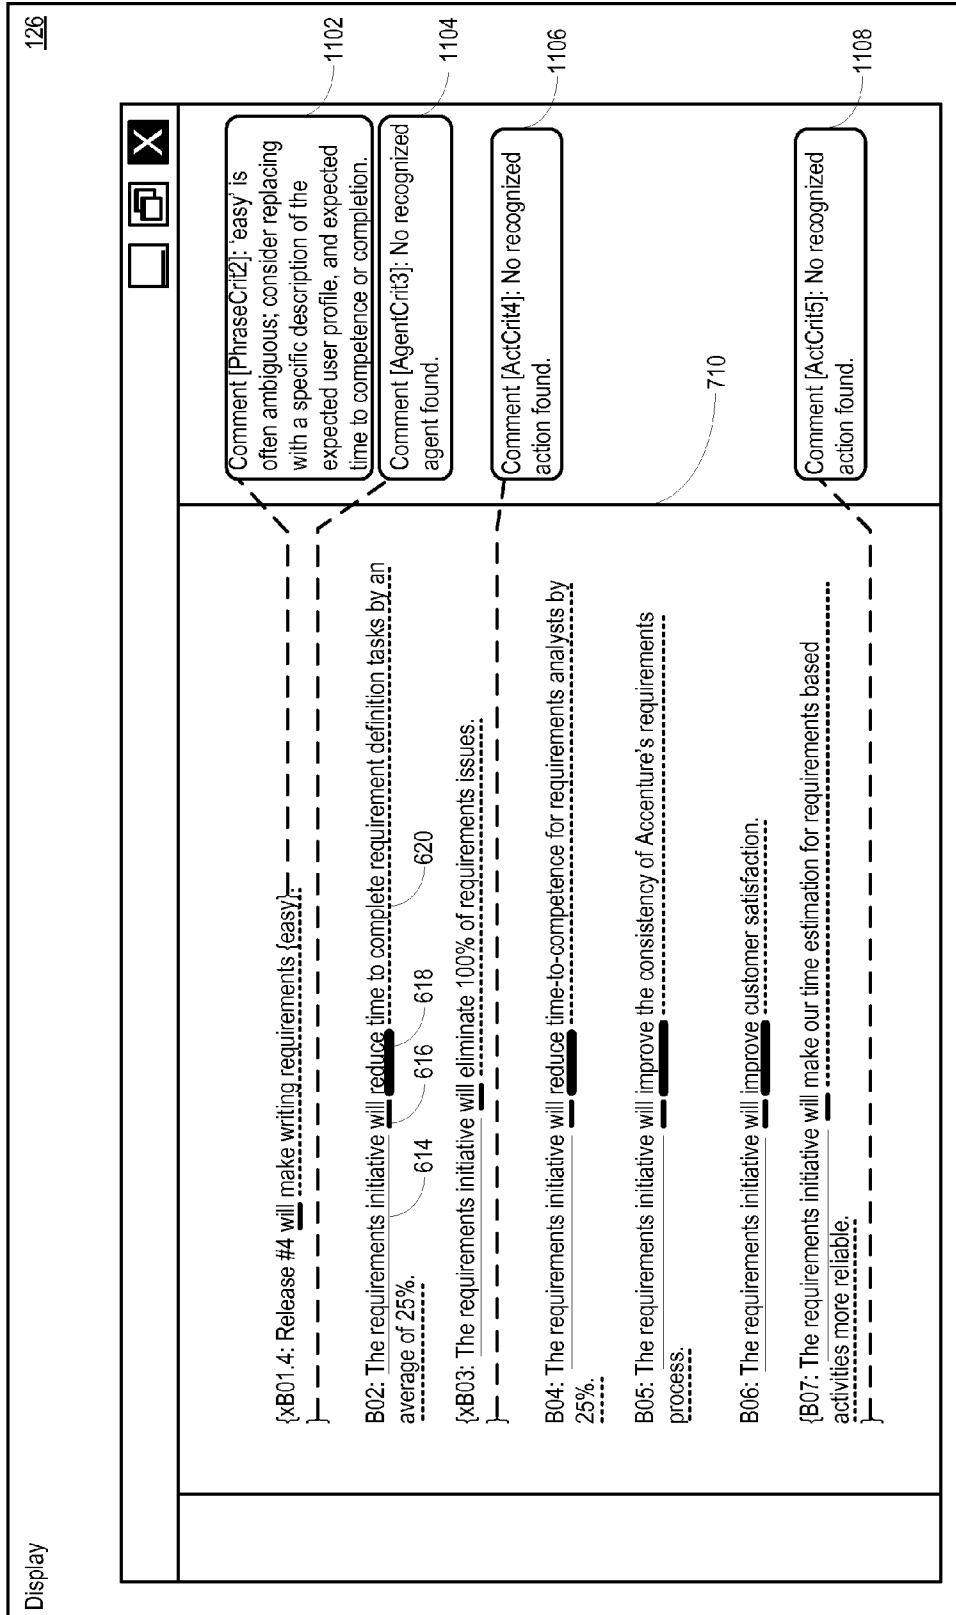 Display
126
X
{xB01.4: Release #4 will make writing requirements {easy}.
}
B02: The requirements initiative will reduce time to complete requirement definition tasks by an
average of 25%.
614
616
618
620
{xB03: The requirements initiative will eliminate 100% of requirements issues.
}
B04: The requirements initiative will reduce time-to-competence for requirements analysts by
25%.
B05: The requirements initiative will improve the consistency of Accenture's requirements
process.
B06: The requirements initiative will improve customer satisfaction.
{B07: The requirements initiative will make our time estimation for requirements based
activities more reliable.
}
Comment [PhraseCrit2]: 'easy' is
often ambiguous; consider replacing
with a specific description of the
expected user profile, and expected
time to competence or completion.
1102
Comment [AgentCrit3]: No recognized
agent found.
1104
Comment [ActCrit4]: No recognized
action found.
1106
710
Comment [ActCrit5]: No recognized
action found.
1108